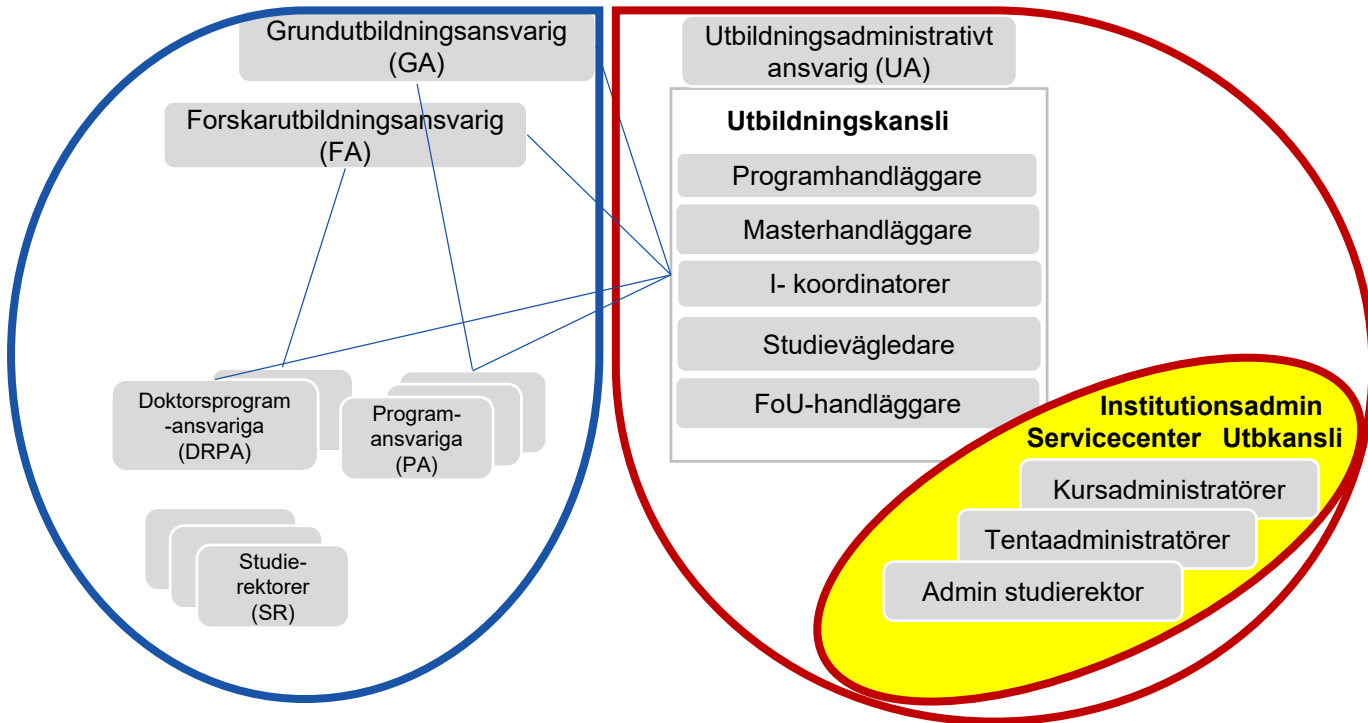 Grundutbildningsansvarig
(GA)
Forskarutbildningsansvarig
(FA)
Doktorsprogram
-ansvariga
(DRPA)
Program-
ansvariga
(PA)
Studie-
rektorer
(SR)
Utbildningsadministrativt
ansvarig (UA)
Utbildningskansli
Programhandläggare
Masterhandläggare
I- koordinatorer
Studievägledare
FoU-handläggare
Institutionsadmin
Servicecenter Utbkansli
Kursadministratörer
Tentaadministratörer
Admin studierektor